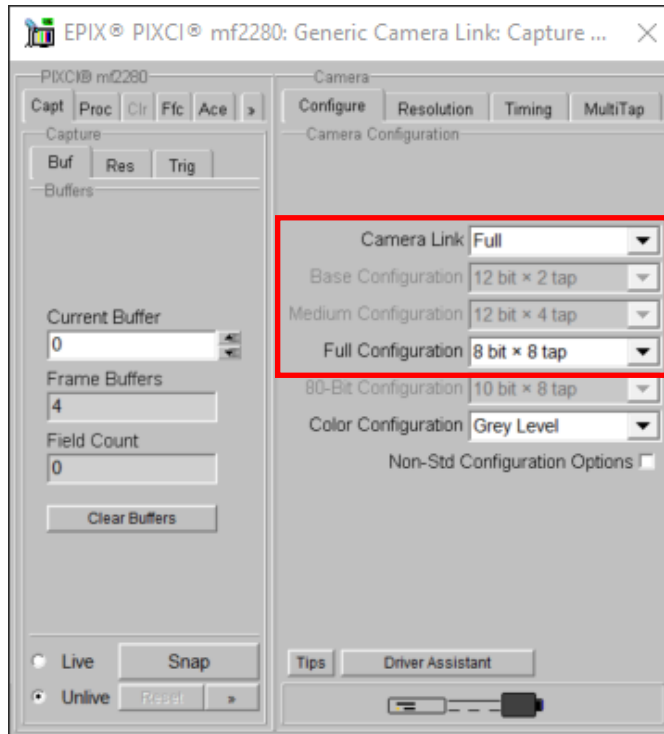 EPIX® PIXCI® mf2280: Generic Camera Link: Capture ...
PIXCI® mf2280
Capt Proc Clr Ffc Ace »
Capture
Buf Res Trig
Buffers
Current Buffer
0
Frame Buffers
4
Field Count
0
Clear Buffers
Live Snap
Unlive Reset »
Camera
Configure Resolution Timing MultiTap
Camera Configuration
Camera Link Full
Base Configuration 12 bit × 2 tap
Medium Configuration 12 bit × 4 tap
Full Configuration 8 bit × 8 tap
80-Bit Configuration 10 bit × 8 tap
Color Configuration Grey Level
Non-Std Configuration Options
Tips Driver Assistant